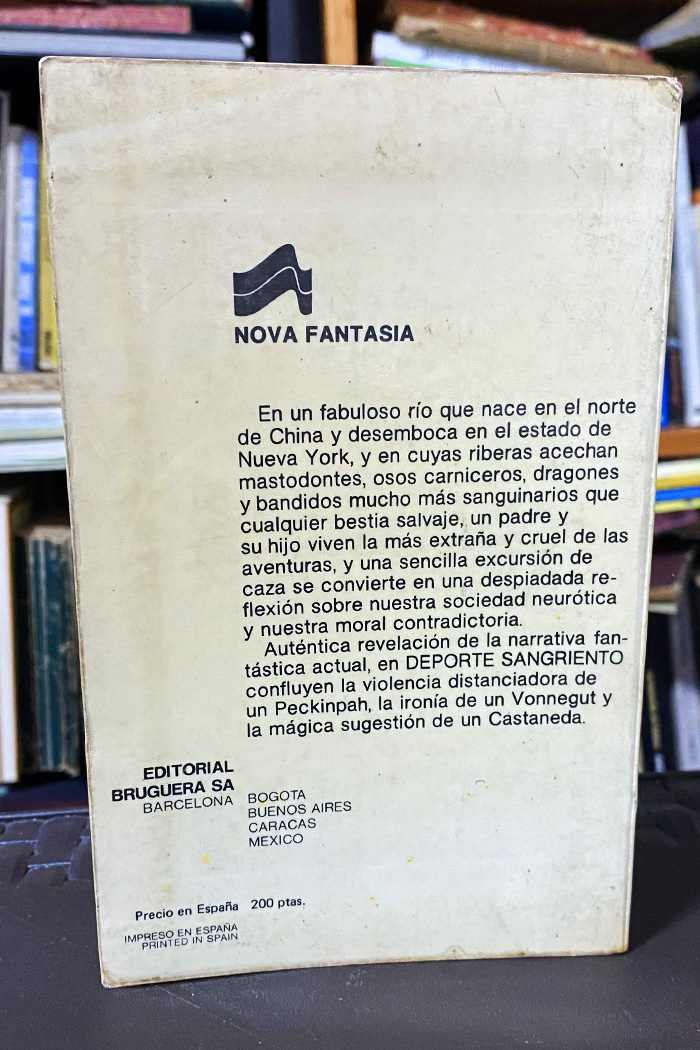 NOVA FANTASIA
En un fabuloso río que nace en el norte
de China y desemboca en el estado de
Nueva York, y en cuyas riberas acechan
mastodontes, osos carniceros, dragones
y bandidos mucho más sanguinarios que
cualquier bestia salvaje, un padre y
su hijo viven la más extraña y cruel de las
aventuras, y una sencilla excursión de
caza se convierte en una despiadada re-
flexión sobre nuestra sociedad neurótica
y nuestra moral contradictoria.
Auténtica revelación de la narrativa fan-
tástica actual, en DEPORTE SANGRIENTO
confluyen la violencia distanciadora de
un Peckinpah, la ironía de un Vonnegut y
la mágica sugestión de un Castaneda.
EDITORIAL
BRUGUERA SA
BARCELONA
BOGOTA
BUENOS AIRES
CARACAS
MEXICO
Precio en España 200 ptas.
IMPRESO EN ESPAÑA
PRINTED IN SPAIN